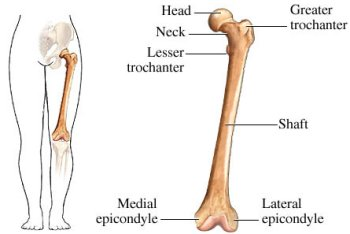 Head
Greater
trochanter
Neck
Lesser
trochanter
Shaft
Medial
epicondyle
Lateral
epicondyle